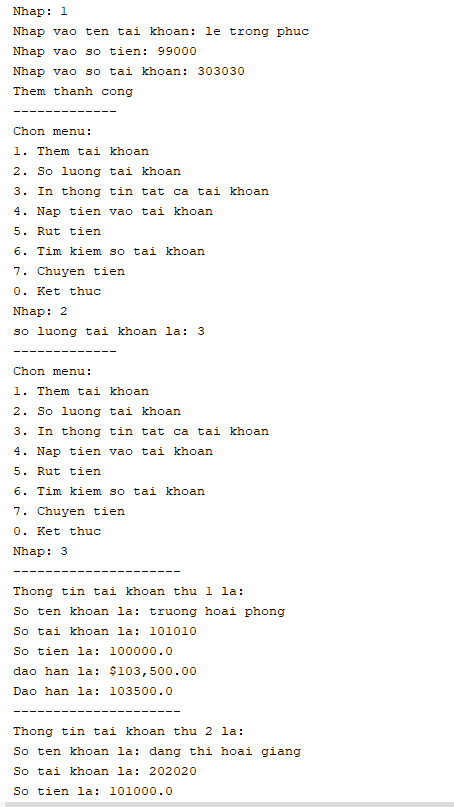 Nhap: 1
Nhap vao ten tai khoan: le trong phuc
Nhap vao so tien: 99000
Nhap vao so tai khoan: 303030
Them thanh cong
-------------
Chon menu:
1. Them tai khoan
2. So luong tai khoan
3. In thong tin tat ca tai khoan
4. Nap tien vao tai khoan
5. Rut tien
6. Tim kiem so tai khoan
7. Chuyen tien
0. Ket thuc
Nhap: 2
so luong tai khoan la: 3
-------------
Chon menu:
1. Them tai khoan
2. So luong tai khoan
3. In thong tin tat ca tai khoan
4. Nap tien vao tai khoan
5. Rut tien
6. Tim kiem so tai khoan
7. Chuyen tien
0. Ket thuc
Nhap: 3
---------------------
Thong tin tai khoan thu 1 la:
So ten khoan la: truong hoai phong
So tai khoan la: 101010
So tien la: 100000.0
dao han la: $103,500.00
Dao han la: 103500.0
---------------------
Thong tin tai khoan thu 2 la:
So ten khoan la: dang thi hoai giang
So tai khoan la: 202020
So tien la: 101000.0